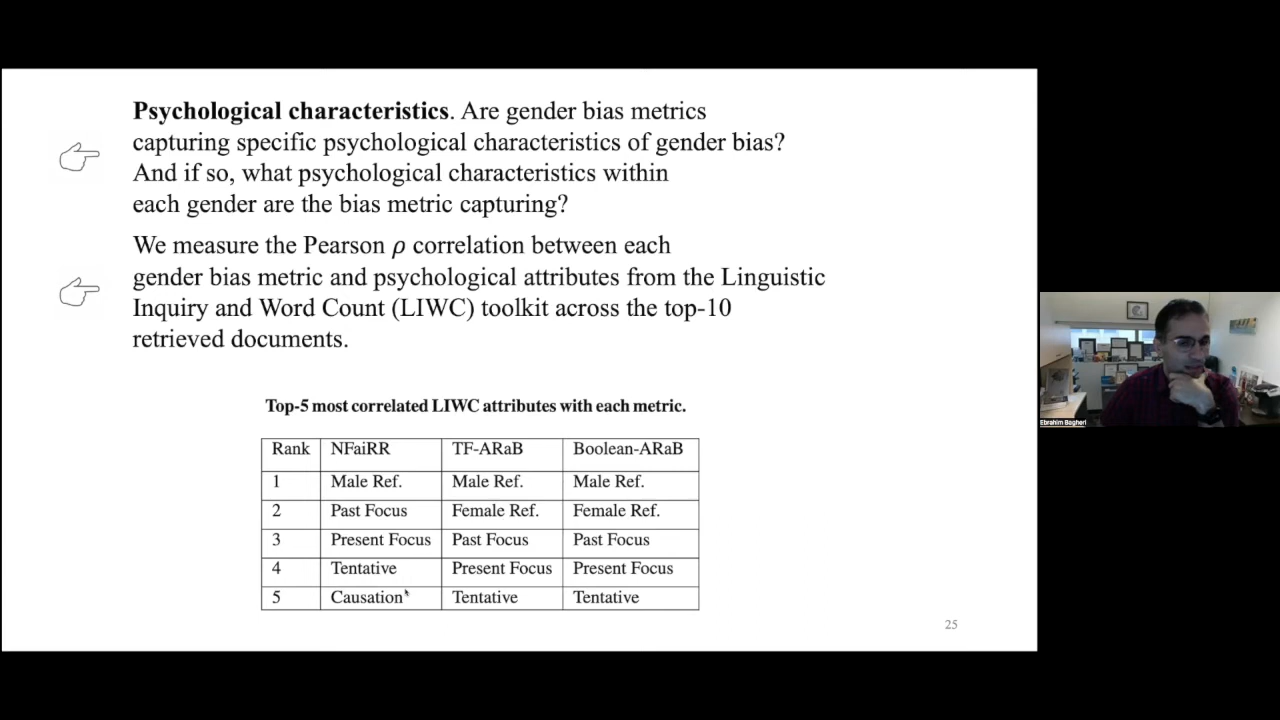 Psychological characteristics. Are gender bias metrics
capturing specific psychological characteristics of gender bias?
And if so, what psychological characteristics within
each gender are the bias metric capturing?
We measure the Pearson ρ correlation between each
gender bias metric and psychological attributes from the Linguistic
Inquiry and Word Count (LIWC) toolkit across the top-10
retrieved documents.
Top-5 most correlated LIWC attributes with each metric.
Rank NFaiRR TF-ARaB Boolean-ARaB
1 Male Ref. Male Ref. Male Ref.
2 Past Focus Female Ref. Female Ref.
3 Present Focus Past Focus Past Focus
4 Tentative Present Focus Present Focus
5 Causation Tentative Tentative
25
Ebrahim Bagheri